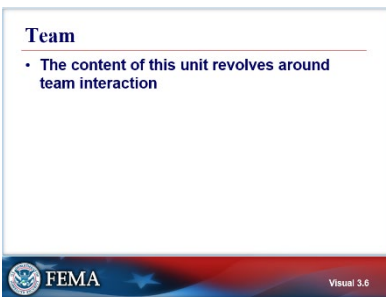 Team
• The content of this unit revolves around
team interaction
FEMA
Visual 3.6